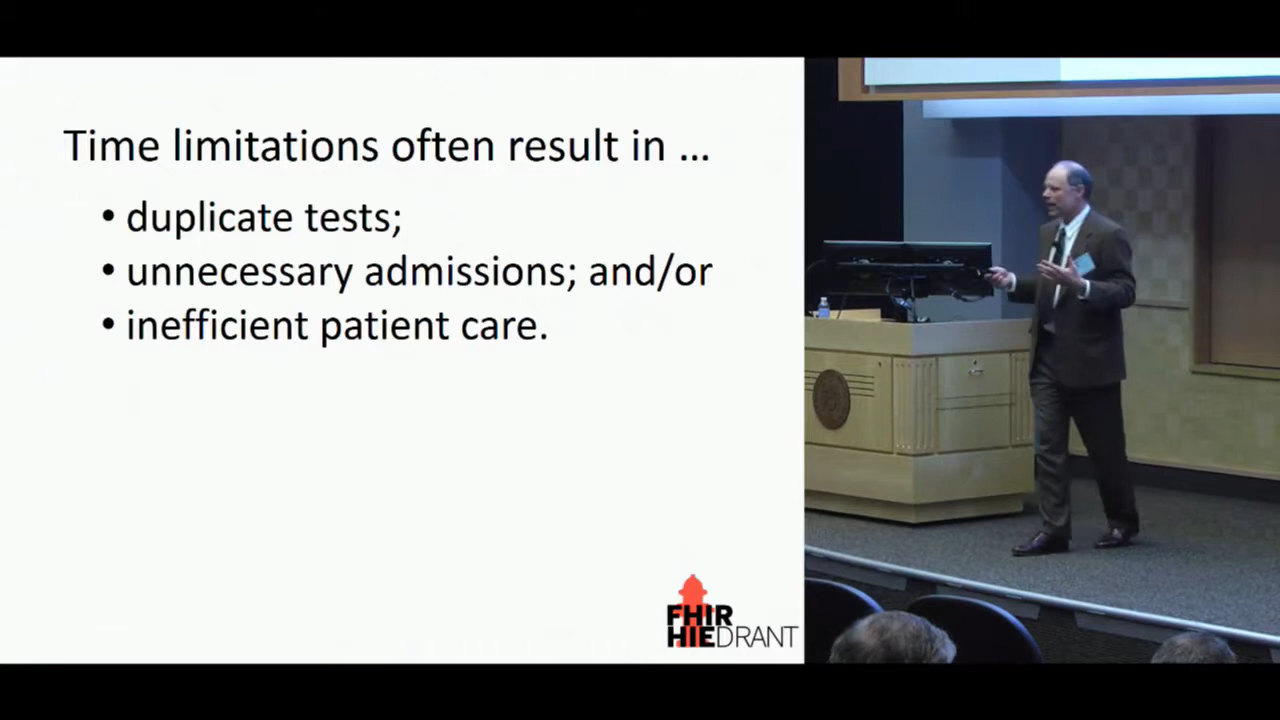 Time limitations often result in ...
• duplicate tests;
• unnecessary admissions; and/or
• inefficient patient care.
FHIR
HIEDRANT